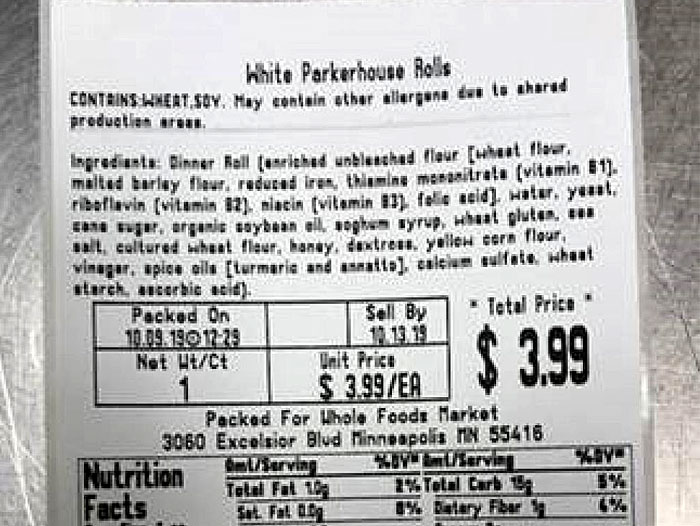 White Parkerhouse Rolls
CONTAINS:WHEAT,SOY. May contain other allergens due to shared
production areas.
Ingredients: Dinner Roll [enriched unbleached flour [wheat flour,
malted barley flour, reduced iron, thiamine mononitrate (vitamin B1),
riboflavin (vitamin B2), niacin (vitamin B3), folic acid], water, yeast,
cane sugar, organic soybean oil, soghum syrup, wheat gluten, sea
salt, cultured wheat flour, honey, dextrose, yellow corn flour,
vinegar, spice oils [turmeric and annatto], calcium sulfate, wheat
starch, ascorbic acid).
Packed On Sell By * Total Price *
10.09.19 12:29 10.13.19 $ 3.99
Net Wt/Ct Unit Price
1 $ 3.99/EA
Packed For Whole Foods Market
3060 Excelsior Blvd Minneapolis MN 55416
Nutrition Amt/Serving %DV* Amt/Serving %DV*
Facts Total Fat 1.0g 2% Total Carb 15g 5%
Sat. Fat 0.0g 0% Dietary Fiber 1g 4%